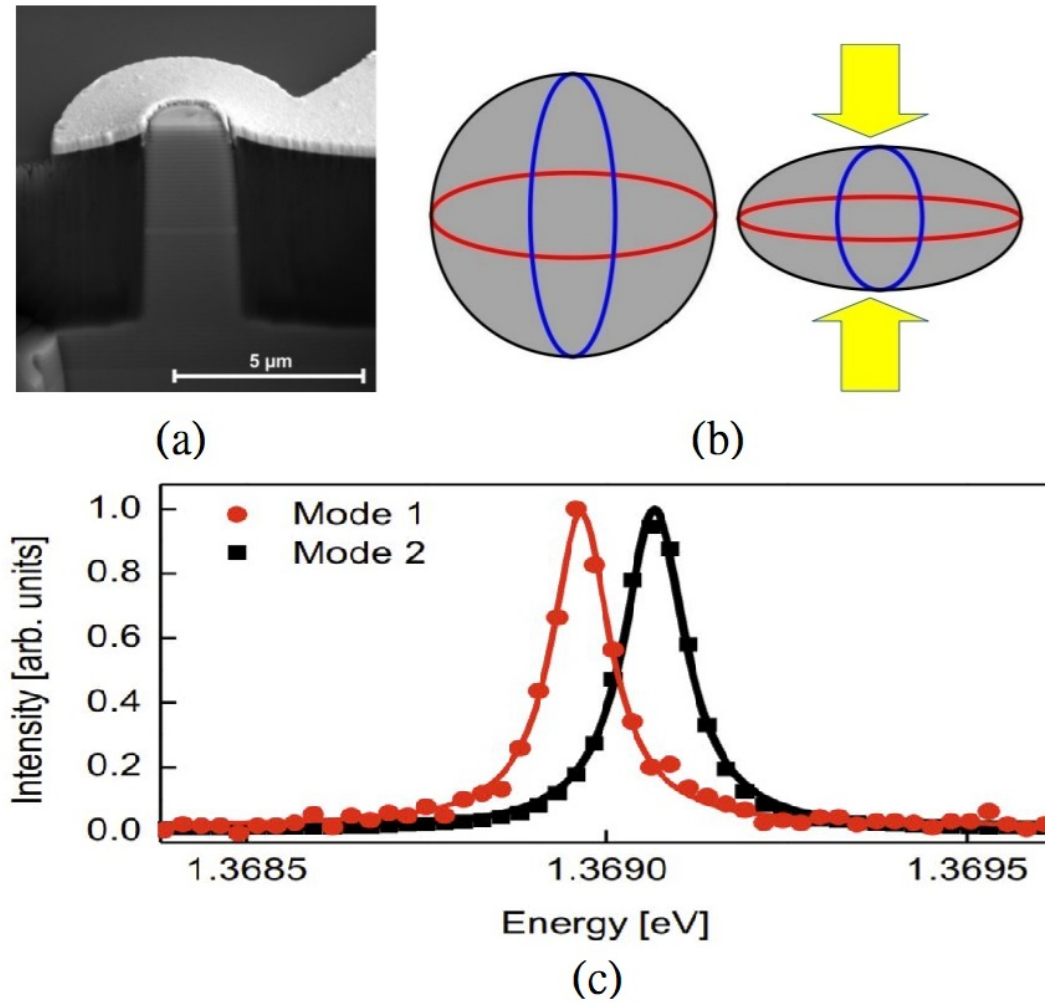 5 μm
(a)
(b)
Intensity [arb. units]
1.0
0.8
0.6
0.4
0.2
0.0
Mode 1
Mode 2
1.3685
1.3690
1.3695
Energy [eV]
(c)